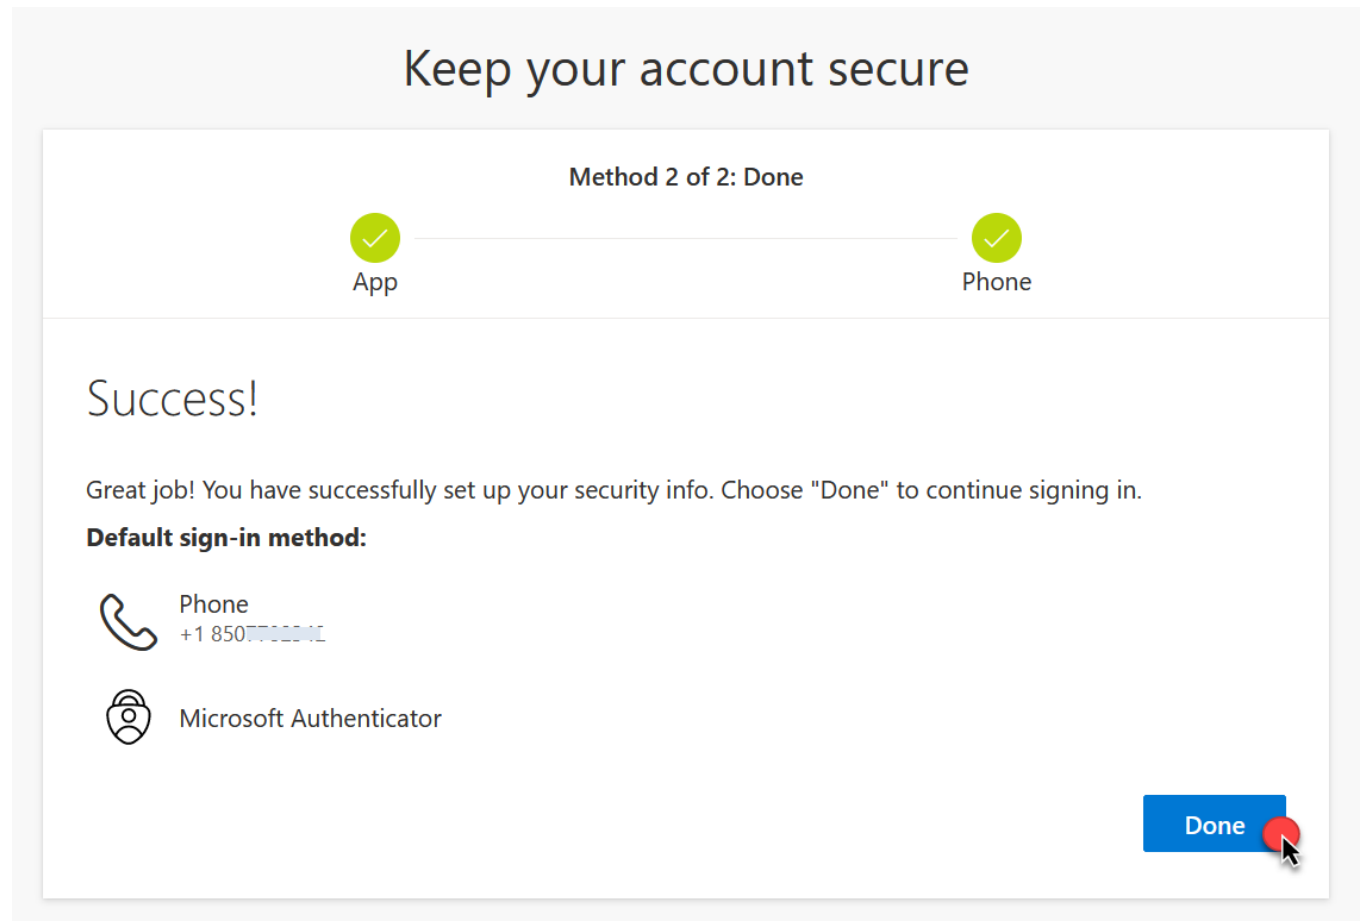 Keep your account secure
Method 2 of 2: Done
App
Phone
Success!
Great job! You have successfully set up your security info. Choose "Done" to continue signing in.
Default sign-in method:
Phone
+1 850
Microsoft Authenticator
Done